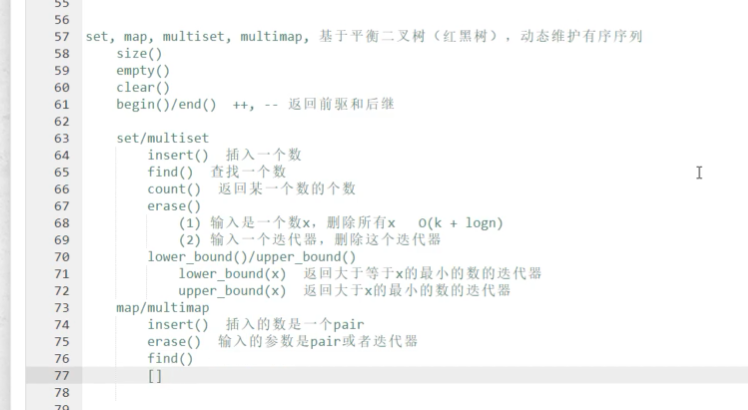 55
56
57 set, map, multiset, multimap, 基于平衡二叉树（红黑树），动态维护有序序列
58 size()
59 empty()
60 clear()
61 begin()/end() ++, -- 返回前驱和后继
62
63 set/multiset
64 insert() 插入一个数
65 find() 查找一个数
66 count() 返回某一个数的个数
67 erase()
68 (1) 输入是一个数x，删除所有x O(k + logn)
69 (2) 输入一个迭代器，删除这个迭代器
70 lower_bound()/upper_bound()
71 lower_bound(x) 返回大于等于x的最小的数的迭代器
72 upper_bound(x) 返回大于x的最小的数的迭代器
73 map/multimap
74 insert() 插入的数是一个pair
75 erase() 输入的参数是pair或者迭代器
76 find()
77 []
78
79